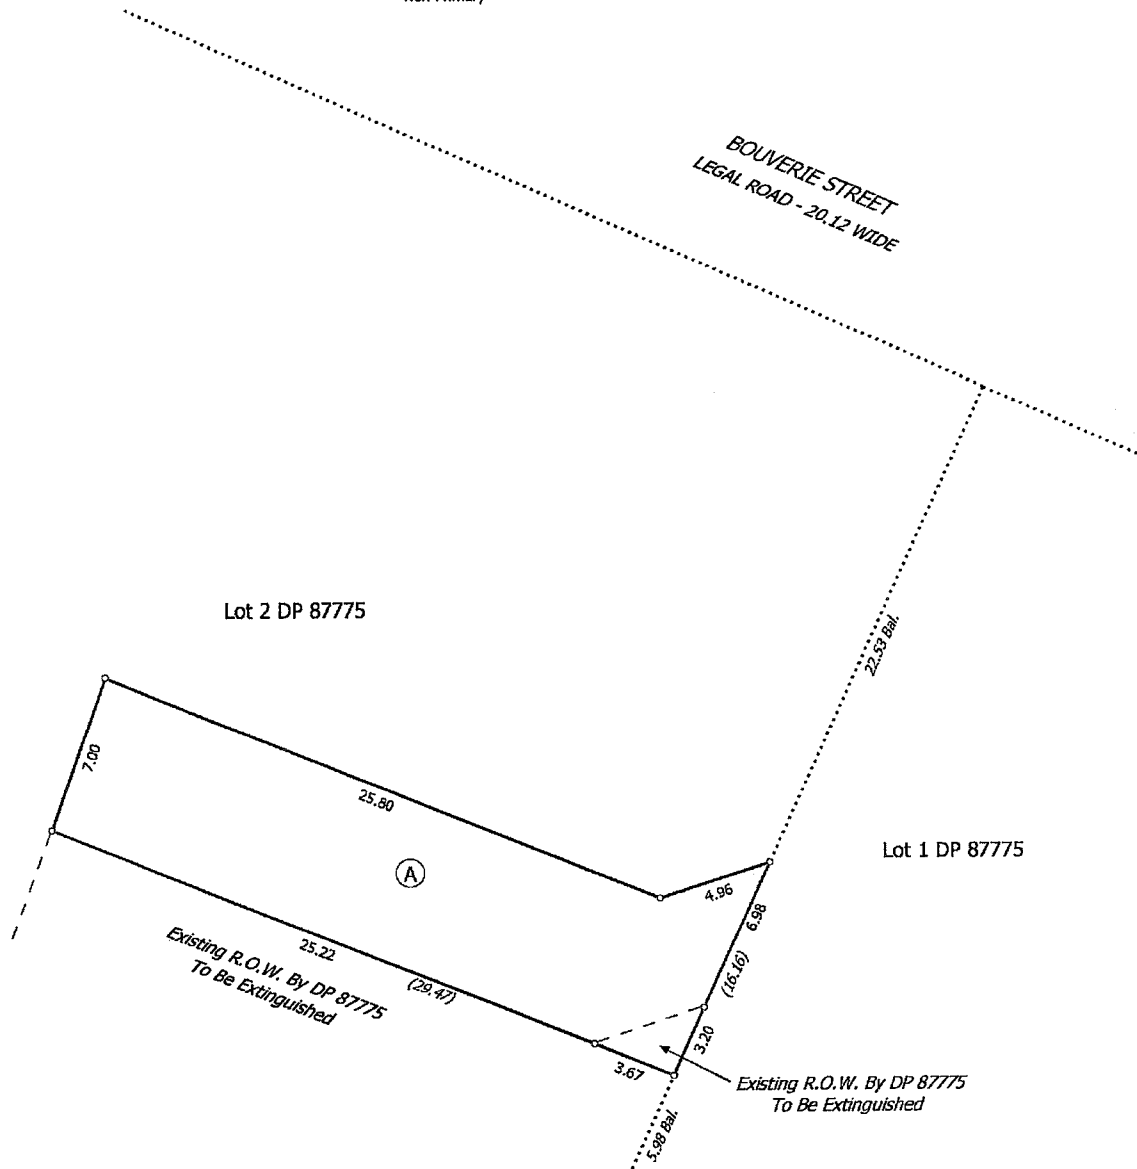 BOUVERIE STREET
LEGAL ROAD - 20.12 WIDE
22.53 Bal.
Lot 2 DP 87775
7.00
25.80
Lot 1 DP 87775
A
4.96
6.98
(16.16)
Existing R.O.W. By DP 87775
To Be Extinguished
25.22
(29.47)
3.20
3.67
Existing R.O.W. By DP 87775
To Be Extinguished
5.98 Bal.